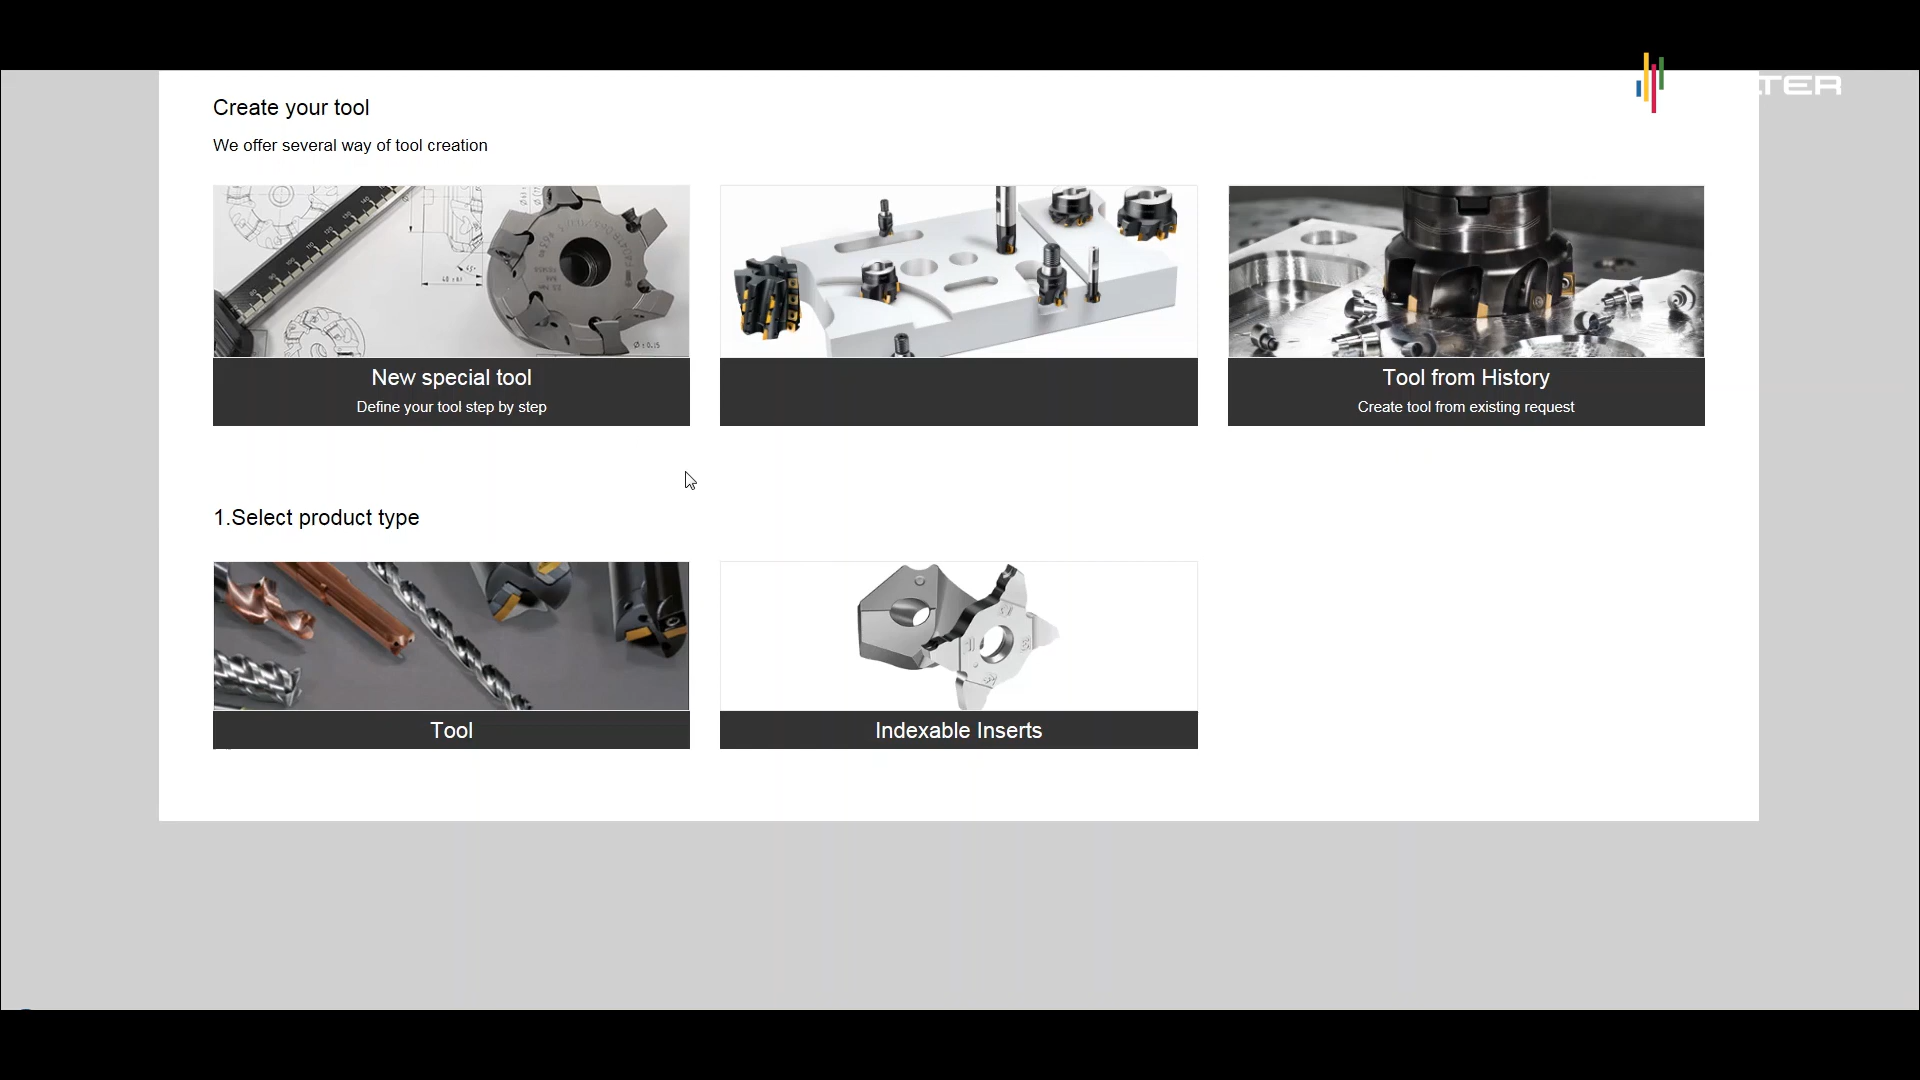 Create your tool
We offer several way of tool creation
New special tool
Define your tool step by step
Tool from History
Create tool from existing request
1.Select product type
Tool
Indexable Inserts
TER